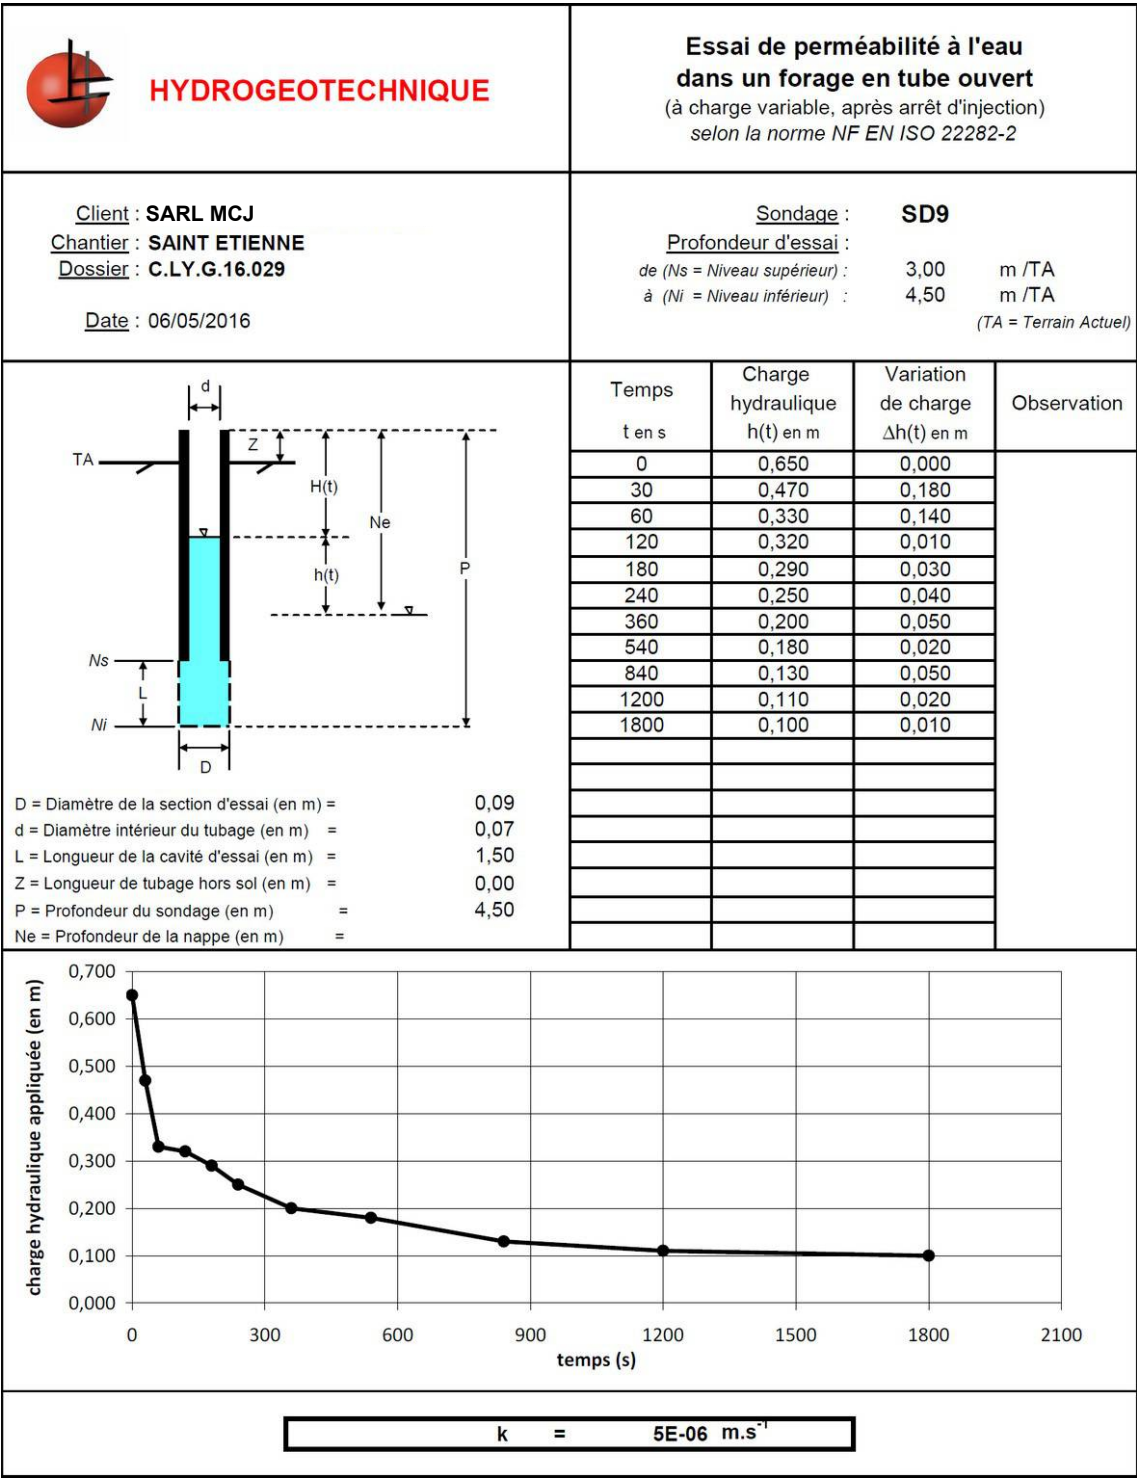 HYDROGEOTECHNIQUE
Essai de perméabilité à l'eau
dans un forage en tube ouvert
(à charge variable, après arrêt d'injection)
selon la norme NF EN ISO 22282-2
Client : SARL MCJ
Chantier : SAINT ETIENNE
Dossier : C.LY.G.16.029
Date : 06/05/2016
Sondage : SD9
Profondeur d'essai :
de (Ns = Niveau supérieur) : 3,00 m /TA
à (Ni = Niveau inférieur) : 4,50 m /TA
(TA = Terrain Actuel)
d
Z
TA
H(t)
Ne
h(t)
P
Ns
L
Ni
D
D = Diamètre de la section d'essai (en m) = 0,09
d = Diamètre intérieur du tubage (en m) = 0,07
L = Longueur de la cavité d'essai (en m) = 1,50
Z = Longueur de tubage hors sol (en m) = 0,00
P = Profondeur du sondage (en m) = 4,50
Ne = Profondeur de la nappe (en m) =
Temps
t en s
Charge
hydraulique
h(t) en m
Variation
de charge
Δh(t) en m
Observation
0 0,650 0,000
30 0,470 0,180
60 0,330 0,140
120 0,320 0,010
180 0,290 0,030
240 0,250 0,040
360 0,200 0,050
540 0,180 0,020
840 0,130 0,050
1200 0,110 0,020
1800 0,100 0,010
charge hydraulique appliquée (en m)
0,700
0,600
0,500
0,400
0,300
0,200
0,100
0,000
0 300 600 900 1200 1500 1800 2100
temps (s)
k = 5E-06 m.s⁻¹